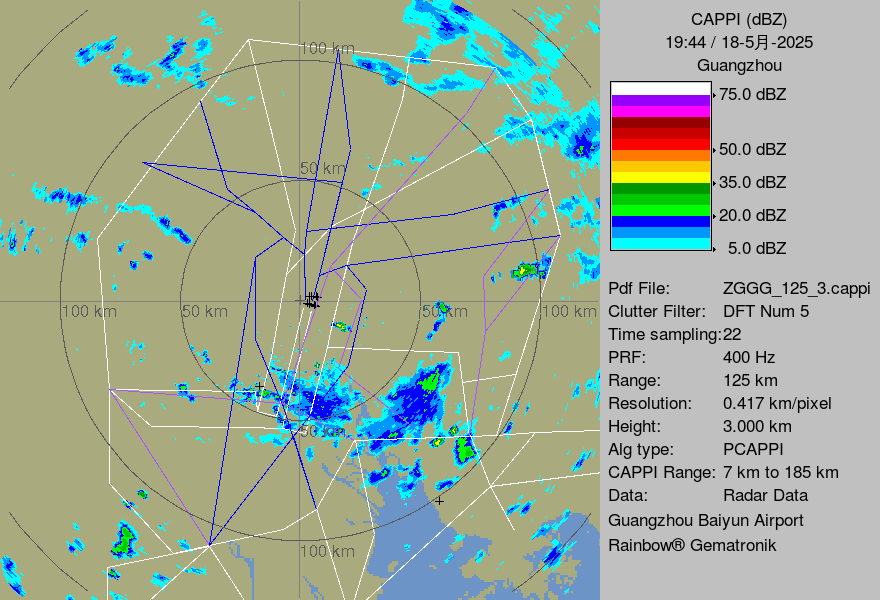 CAPPI (dBZ)
19:44 / 18-5月-2025
Guangzhou
75.0 dBZ
50.0 dBZ
35.0 dBZ
20.0 dBZ
5.0 dBZ
Pdf File: ZGGG_125_3.cappi
Clutter Filter: DFT Num 5
Time sampling:22
PRF: 400 Hz
Range: 125 km
Resolution: 0.417 km/pixel
Height: 3.000 km
Alg type: PCAPPI
CAPPI Range: 7 km to 185 km
Data: Radar Data
Guangzhou Baiyun Airport
Rainbow® Gematronik
100 km
50 km
100 km
50 km
50 km
100 km
50 km
100 km